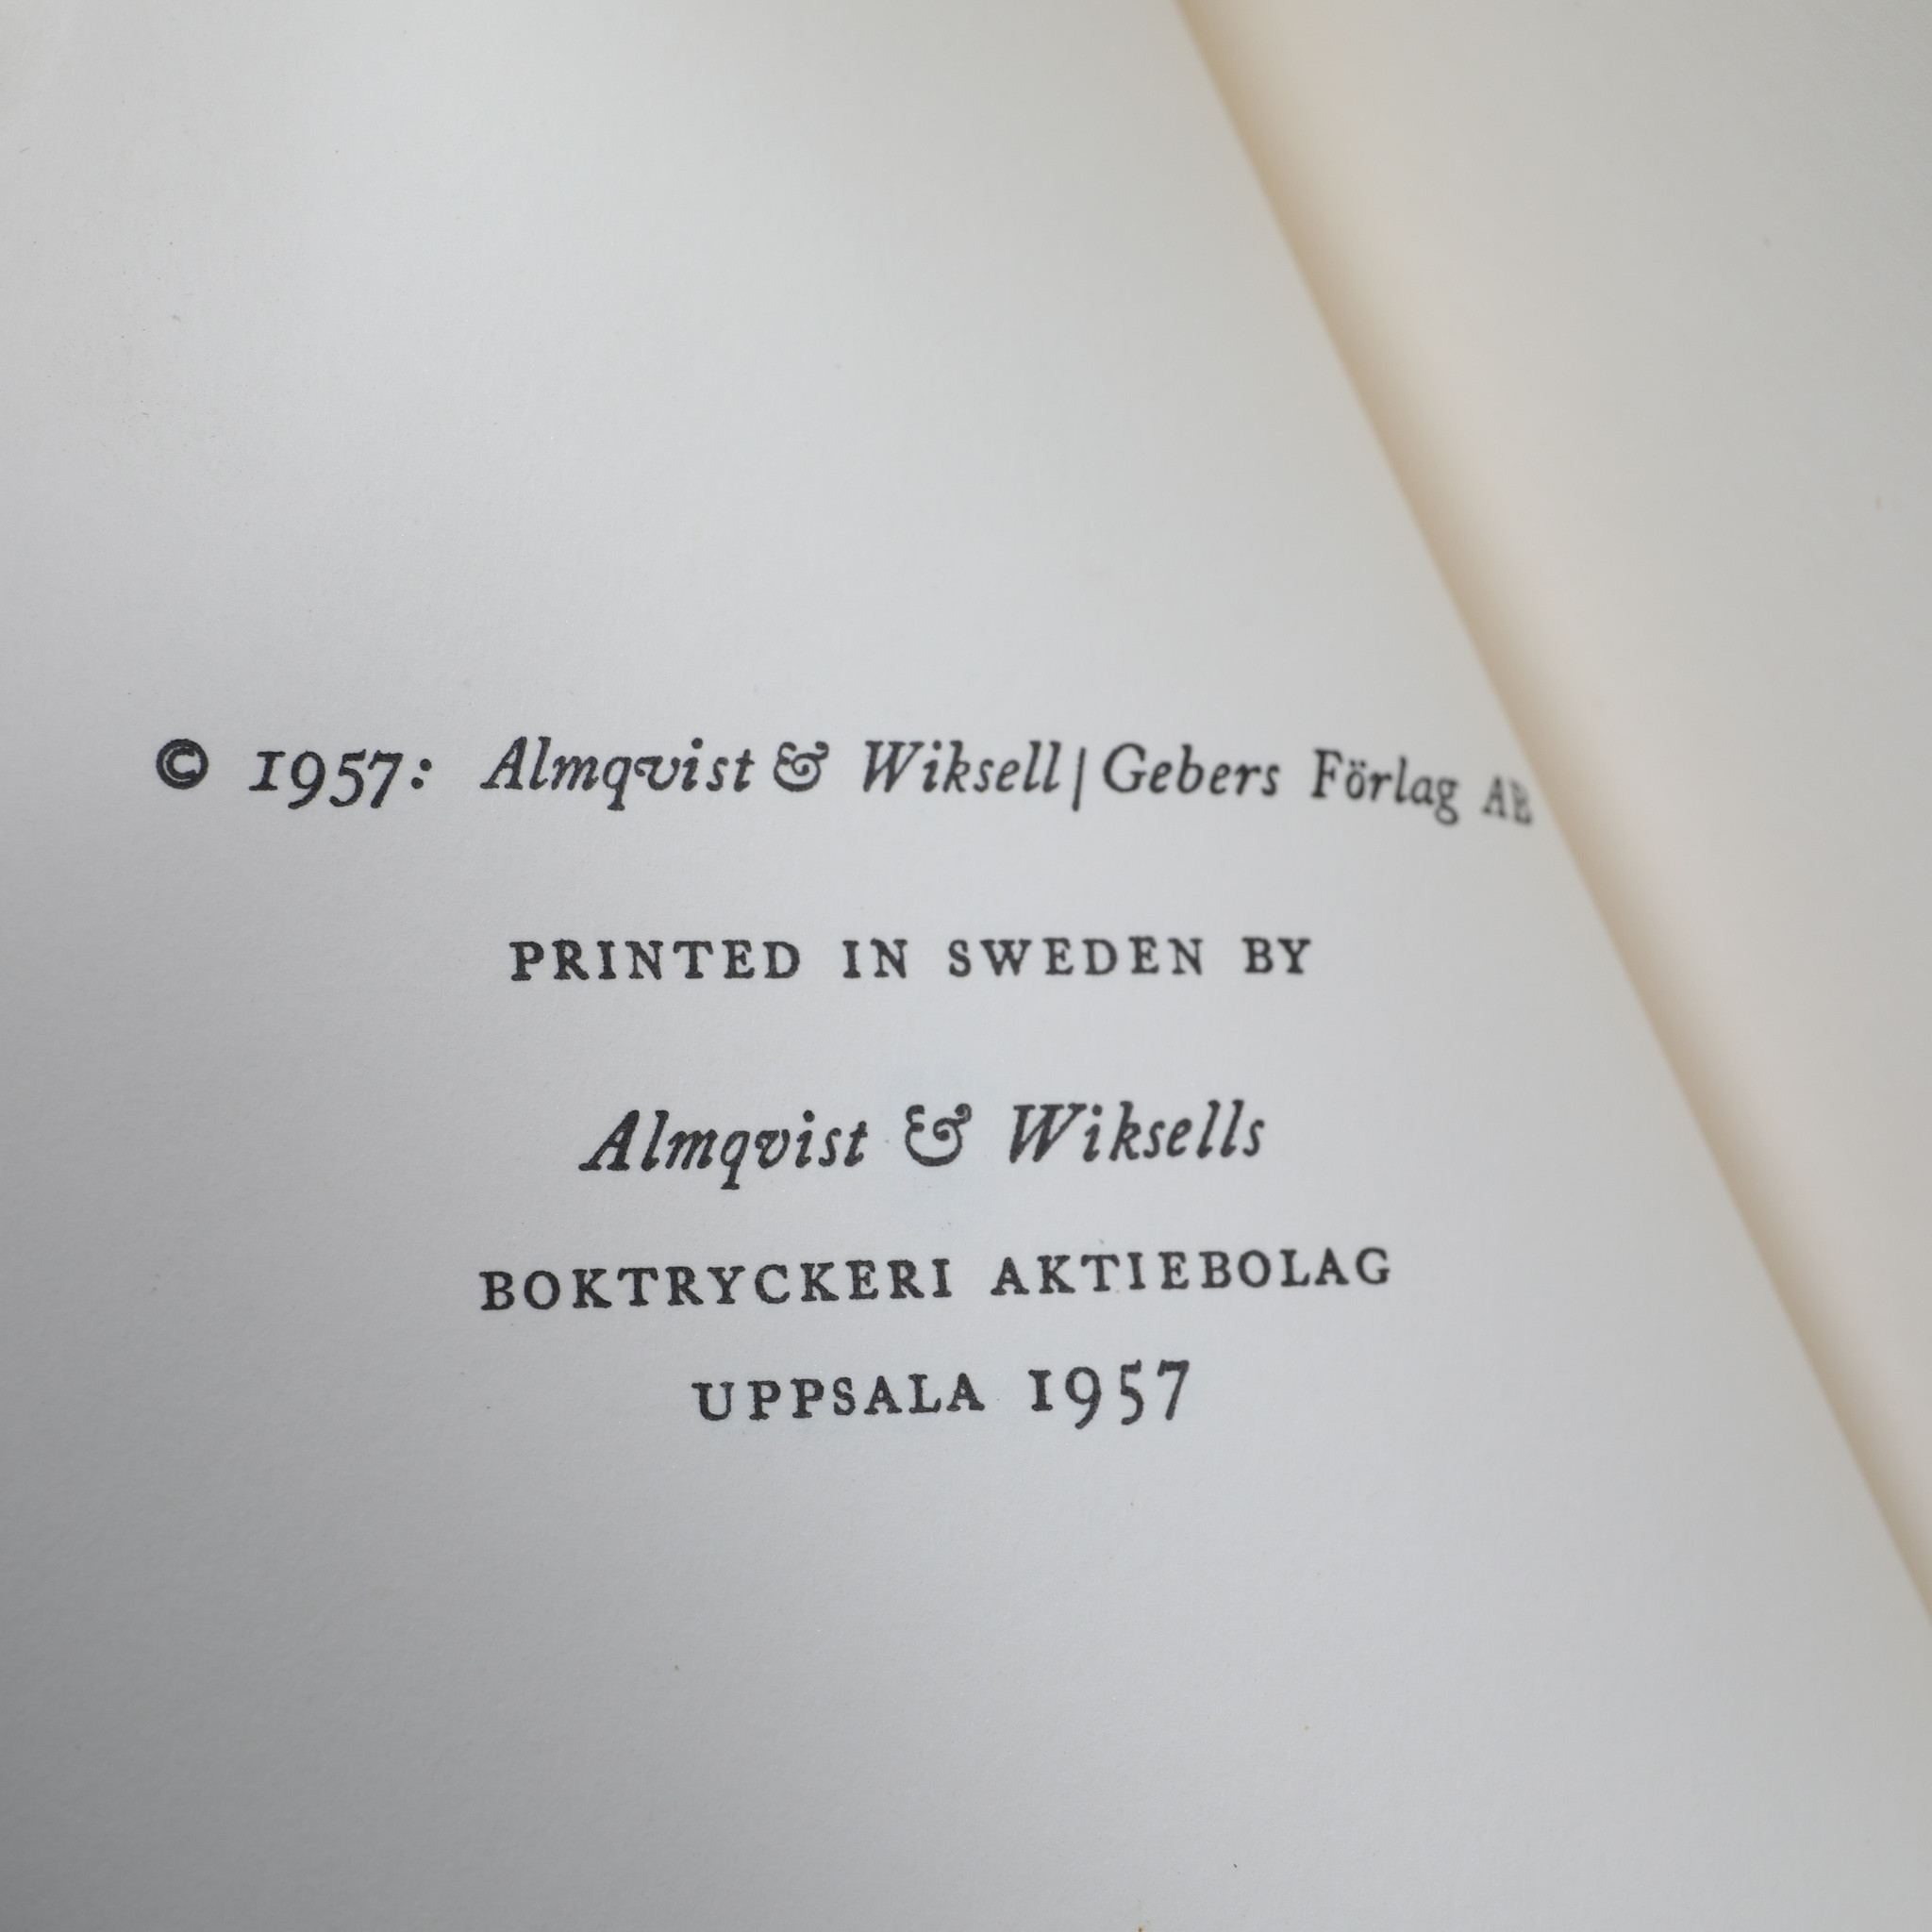 © 1957: Almqvist & Wiksell | Gebers Förlag AB
PRINTED IN SWEDEN BY
Almqvist & Wiksells
BOKTRYCKERI AKTIEBOLAG
UPPSALA 1957